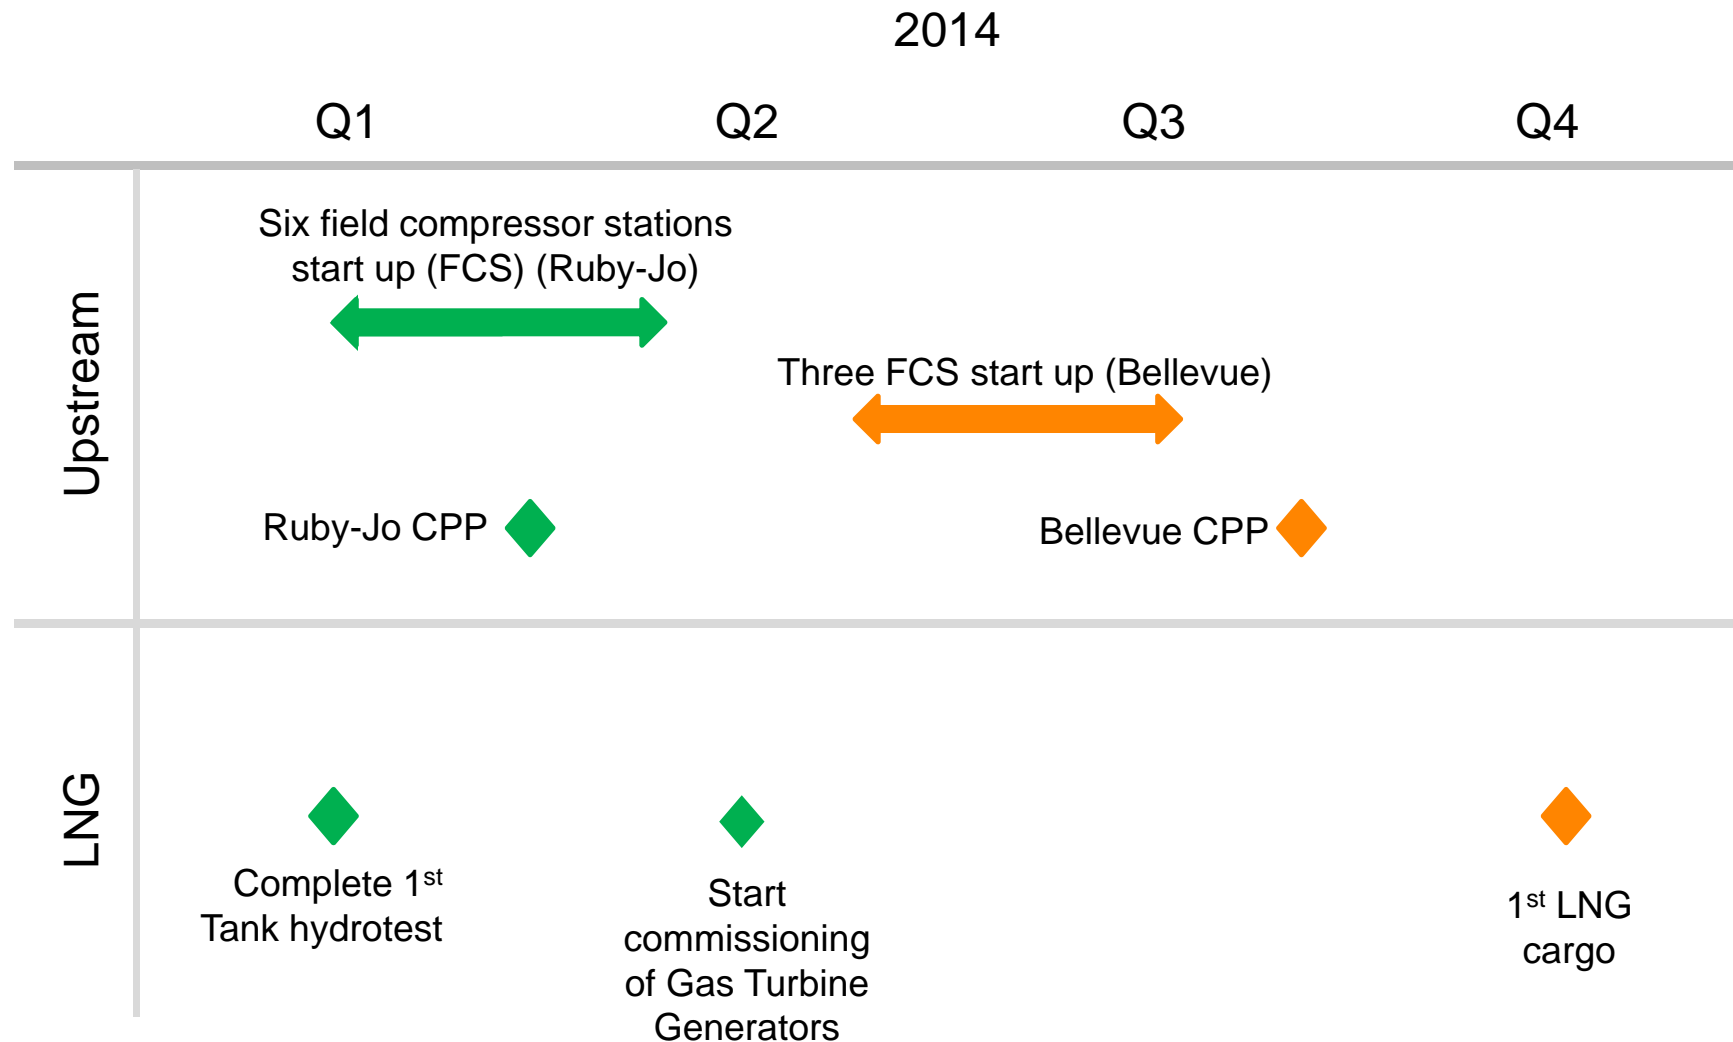 2014
Q1 Q2 Q3 Q4
Upstream
Six field compressor stations
start up (FCS) (Ruby-Jo)
Three FCS start up (Bellevue)
Ruby-Jo CPP
Bellevue CPP
LNG
Complete 1st
Tank hydrotest
Start
commissioning
of Gas Turbine
Generators
1st LNG
cargo